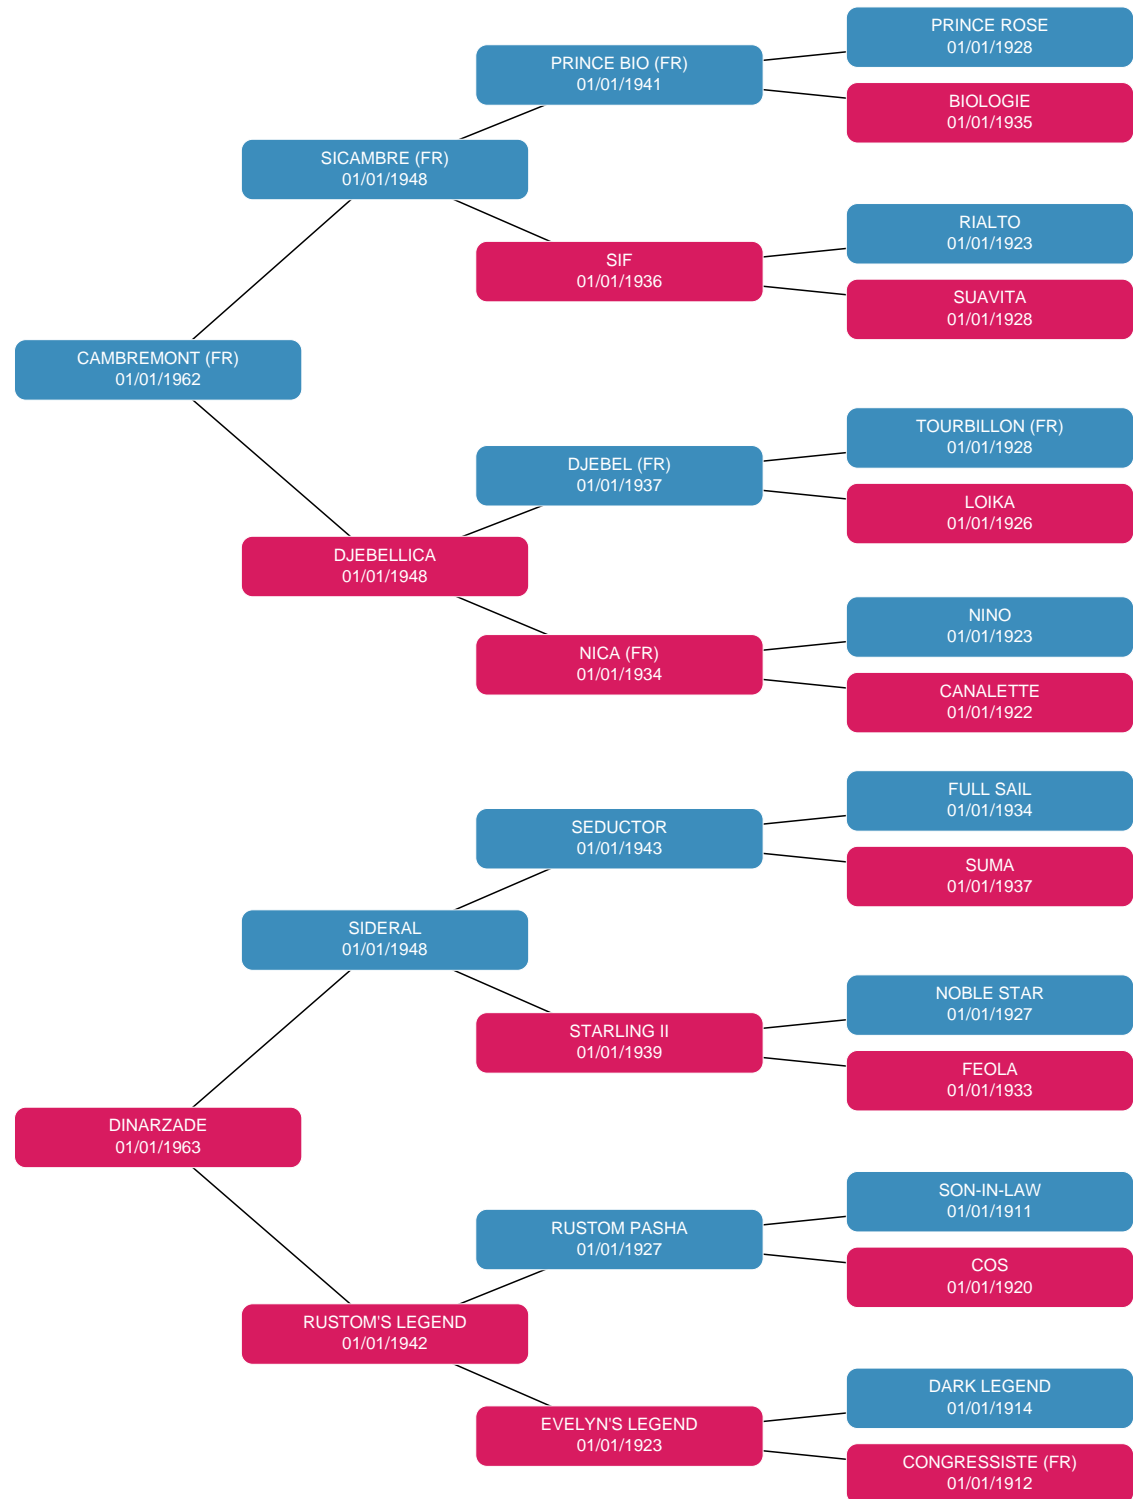 PRINCE ROSE
01/01/1928
PRINCE BIO (FR)
01/01/1941
BIOLOGIE
01/01/1935
SICAMBRE (FR)
01/01/1948
RIALTO
01/01/1923
SIF
01/01/1936
SUAVITA
01/01/1928
CAMBREMONT (FR)
01/01/1962
TOURBILLON (FR)
01/01/1928
DJEBEL (FR)
01/01/1937
LOIKA
01/01/1926
DJEBELLICA
01/01/1948
NINO
01/01/1923
NICA (FR)
01/01/1934
CANALETTE
01/01/1922
FULL SAIL
01/01/1934
SEDUCTOR
01/01/1943
SUMA
01/01/1937
SIDERAL
01/01/1948
NOBLE STAR
01/01/1927
STARLING II
01/01/1939
FEOLA
01/01/1933
DINARZADE
01/01/1963
SON-IN-LAW
01/01/1911
RUSTOM PASHA
01/01/1927
COS
01/01/1920
RUSTOM'S LEGEND
01/01/1942
DARK LEGEND
01/01/1914
EVELYN'S LEGEND
01/01/1923
CONGRESSISTE (FR)
01/01/1912